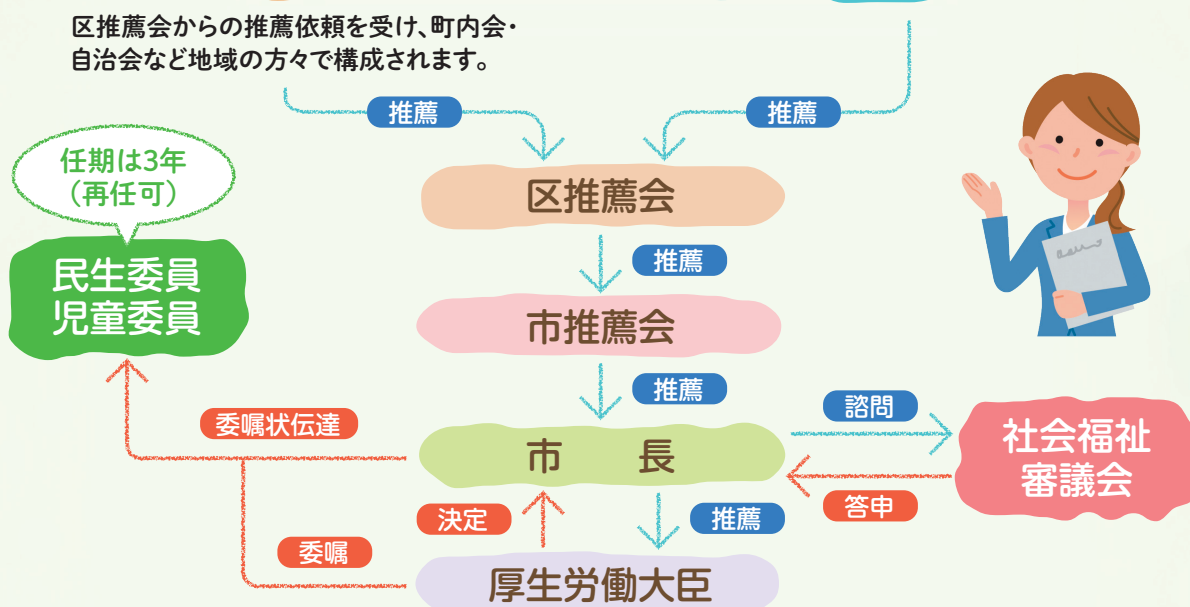 区推薦会からの推薦依頼を受け、町内会・
自治会など地域の方々で構成されます。
推薦
推薦
任期は3年
（再任可）
区推薦会
民生委員
児童委員
推薦
市推薦会
推薦
諮問
委嘱状伝達
市　長
社会福祉
審議会
答申
決定
推薦
委嘱
厚生労働大臣